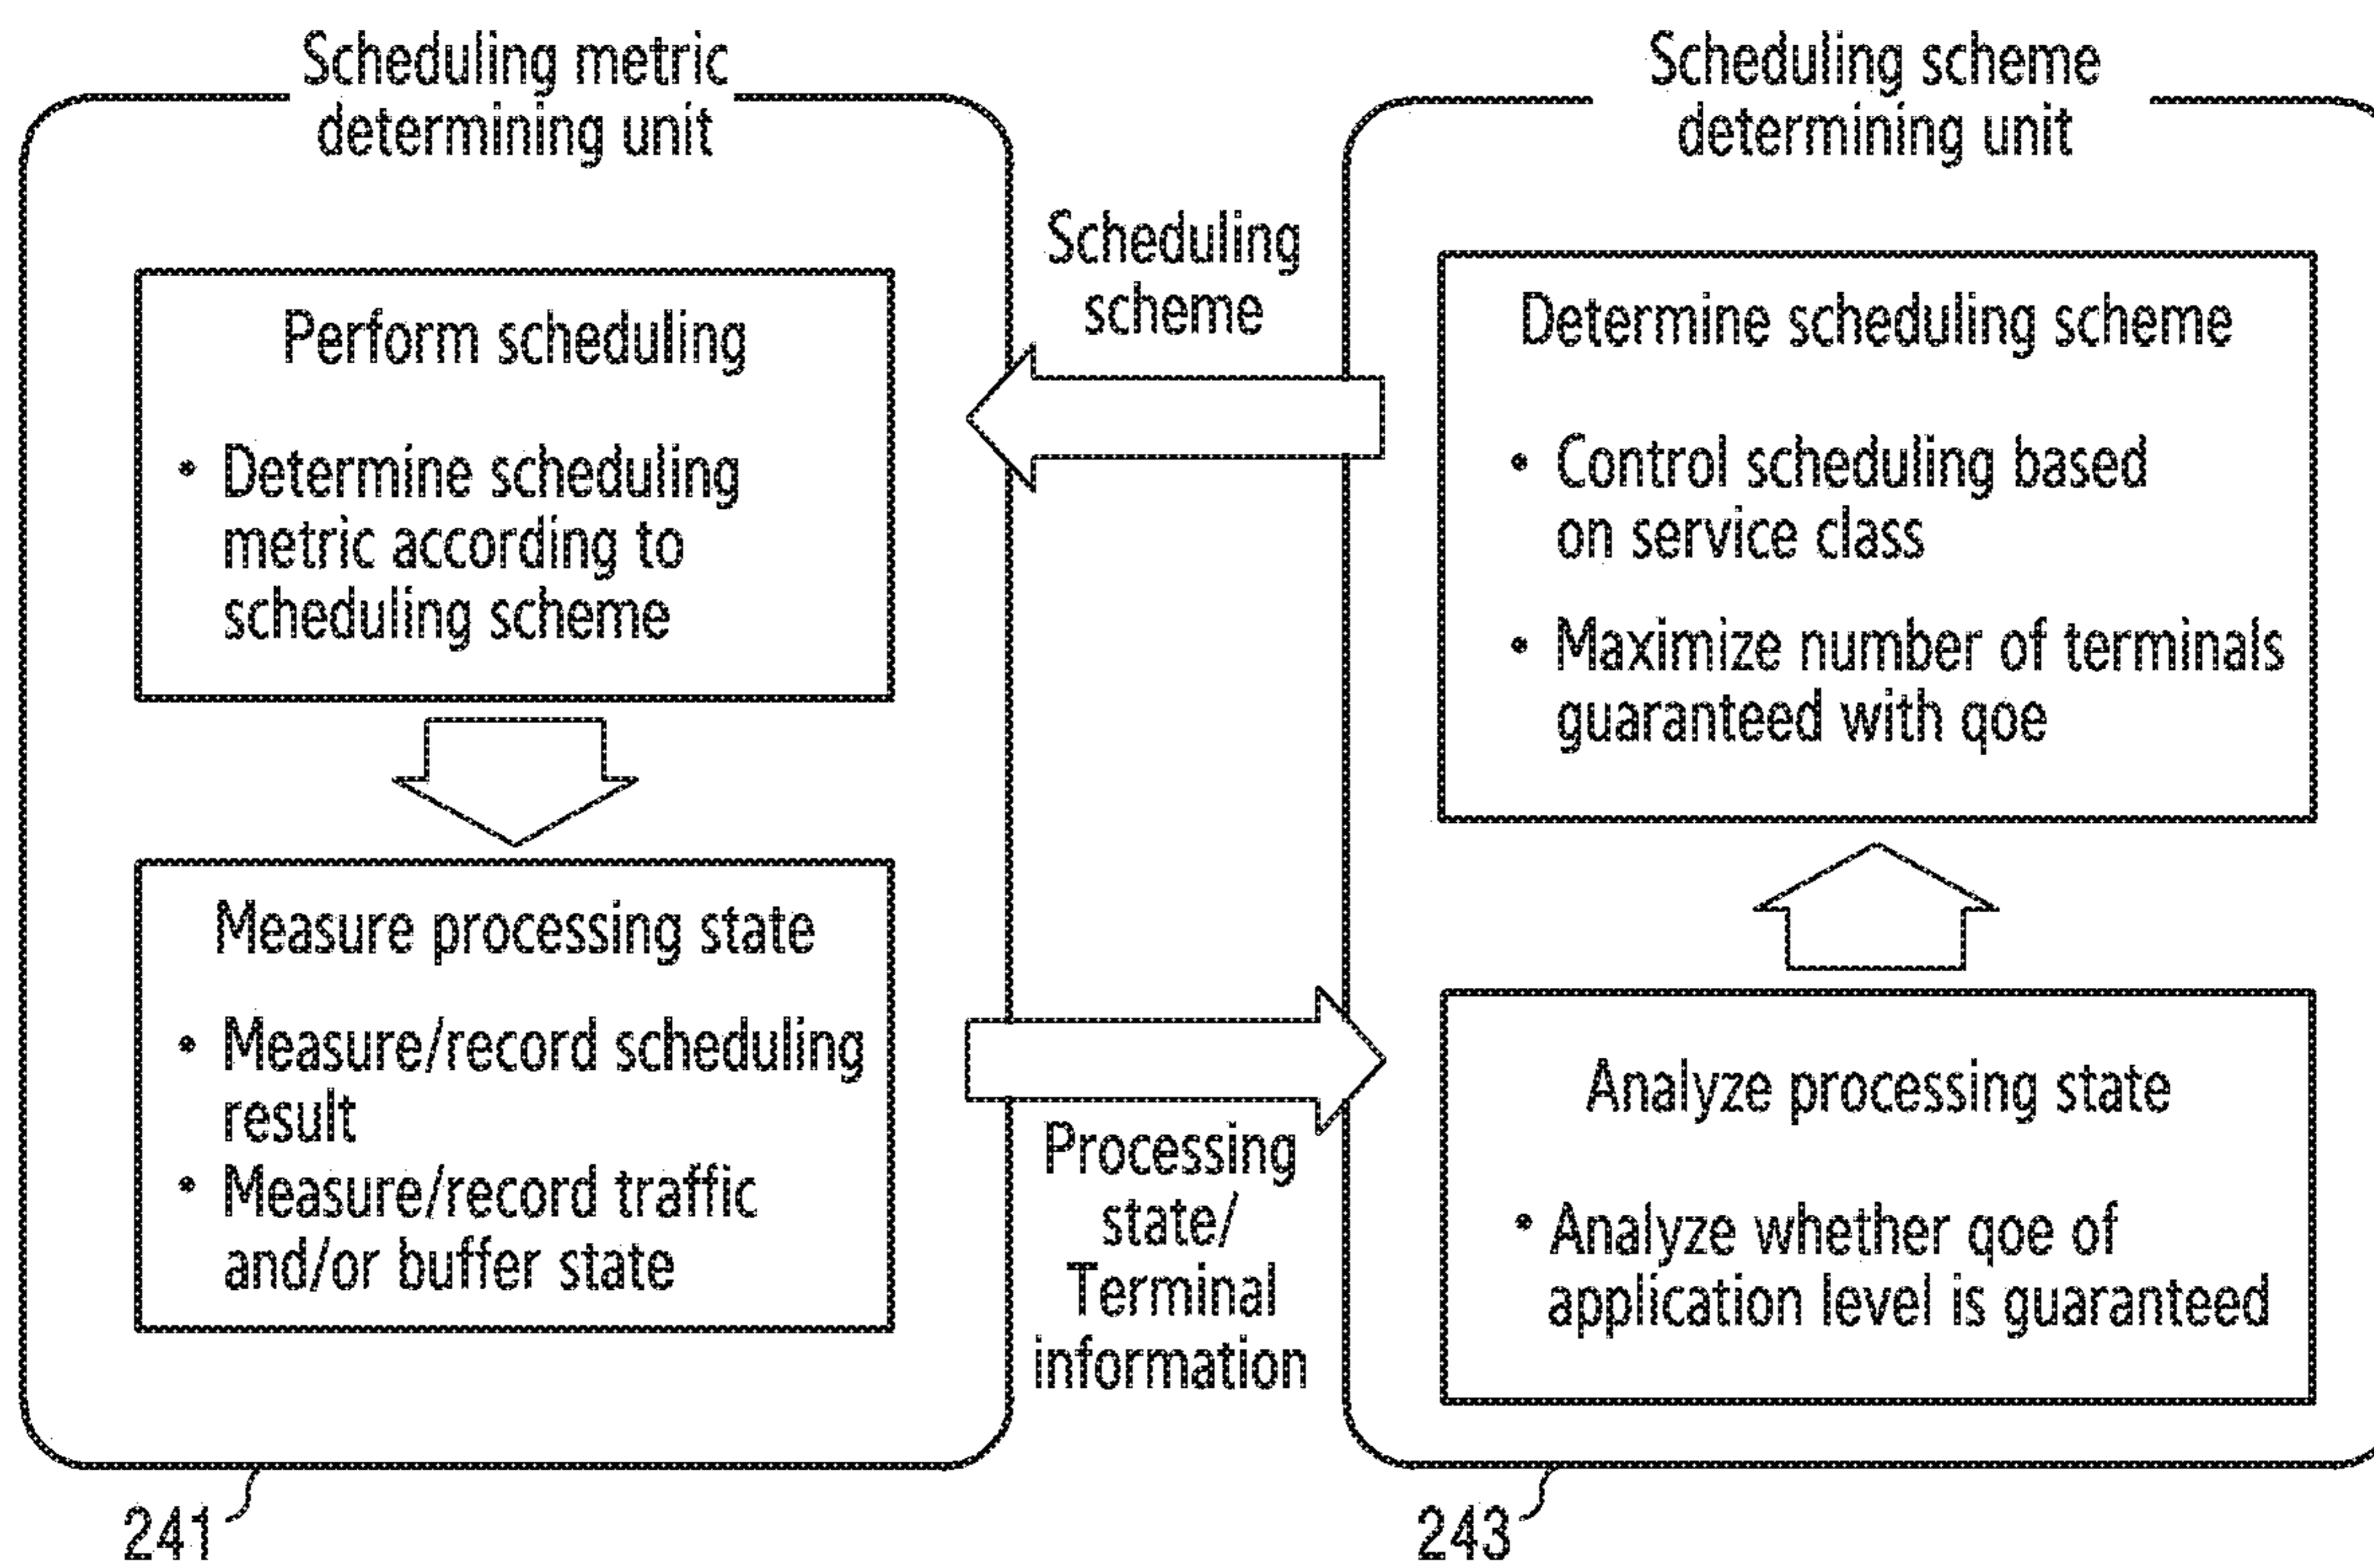 Scheduling metric
determining unit
Perform scheduling
• Determine scheduling
metric according to
scheduling scheme
Measure processing state
• Measure/record scheduling
result
• Measure/record traffic
and/or buffer state
241
Scheduling
scheme
Processing
state/
Terminal
information
Scheduling scheme
determining unit
Determine scheduling scheme
• Control scheduling based
on service class
• Maximize number of terminals
guaranteed with qoe
Analyze processing state
• Analyze whether qoe of
application level is guaranteed
243